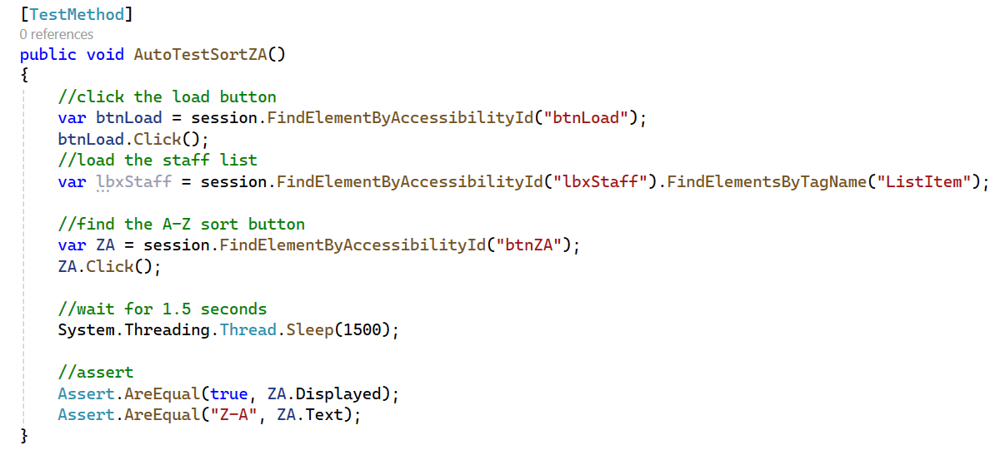 [TestMethod]
0 references
public void AutoTestSortZA()
{
    //click the load button
    var btnLoad = session.FindElementByAccessibilityId("btnLoad");
    btnLoad.Click();
    //load the staff list
    var lbxStaff = session.FindElementByAccessibilityId("lbxStaff").FindElementsByTagName("ListItem");

    //find the A-Z sort button
    var ZA = session.FindElementByAccessibilityId("btnZA");
    ZA.Click();

    //wait for 1.5 seconds
    System.Threading.Thread.Sleep(1500);

    //assert
    Assert.AreEqual(true, ZA.Displayed);
    Assert.AreEqual("Z-A", ZA.Text);
}